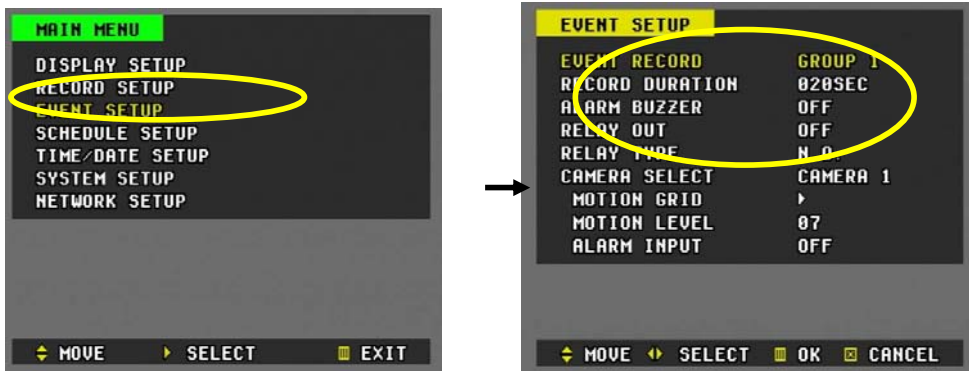 MAIN MENU
DISPLAY SETUP
RECORD SETUP
EVENT SETUP
SCHEDULE SETUP
TIME/DATE SETUP
SYSTEM SETUP
NETWORK SETUP
MOVE SELECT EXIT
EVENT SETUP
EVENT RECORD GROUP 1
RECORD DURATION 020SEC
ALARM BUZZER OFF
RELAY OUT OFF
RELAY TYPE N.O.
CAMERA SELECT CAMERA 1
MOTION GRID
MOTION LEVEL 07
ALARM INPUT OFF
MOVE SELECT OK CANCEL